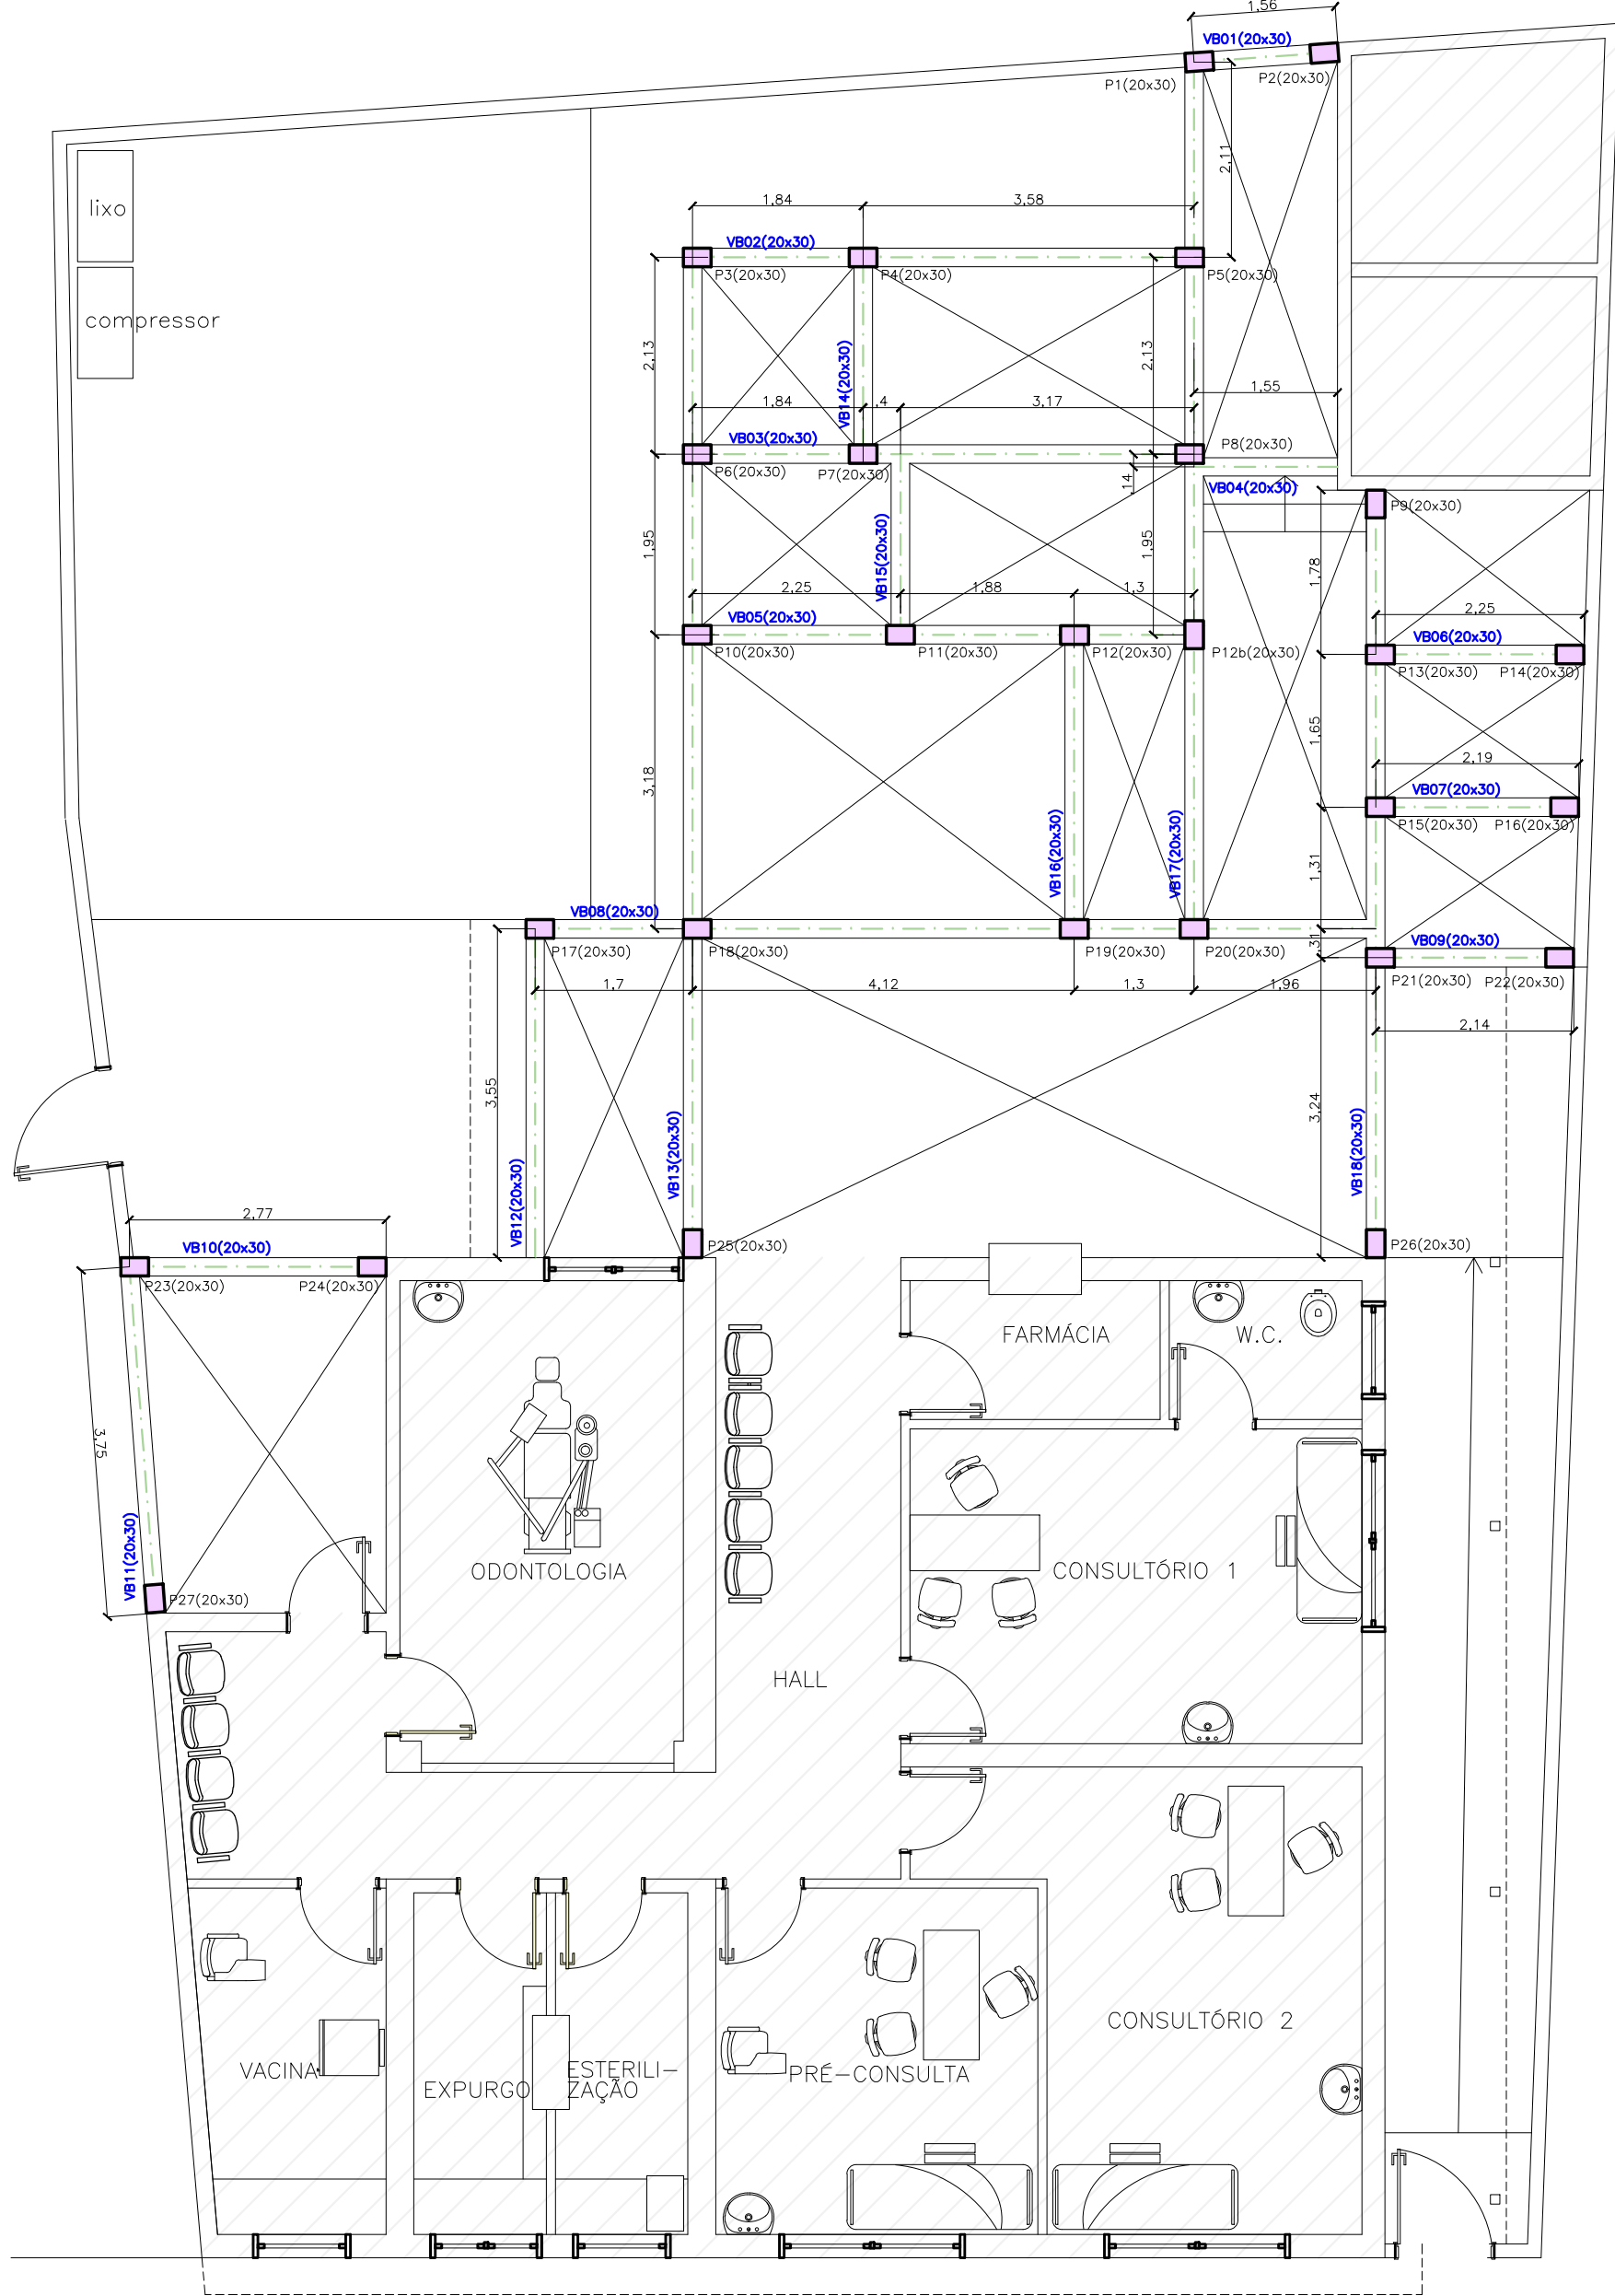 1,56
VB01(20x30)
P1(20x30)
P2(20x30)
2,11
lixo
1,84
3,58
VB02(20x30)
P3(20x30)
P4(20x30)
P5(20x30)
compressor
2,13
VB14(20x30)
2,13
1,55
1,84
,4
3,17
VB03(20x30)
P8(20x30)
P6(20x30)
P7(20x30)
,14
VB04(20x30)
P9(20x30)
1,95
VB15(20x30)
1,95
1,78
2,25
1,88
1,3
2,25
VB05(20x30)
VB06(20x30)
P10(20x30)
P11(20x30)
P12(20x30)
P12b(20x30)
P13(20x30)
P14(20x30)
1,65
3,18
2,19
VB07(20x30)
P15(20x30)
P16(20x30)
VB16(20x30)
VB17(20x30)
1,31
VB08(20x30)
,31
VB09(20x30)
P17(20x30)
P18(20x30)
P19(20x30)
P20(20x30)
P21(20x30)
P22(20x30)
1,7
4,12
1,3
1,96
2,14
3,55
3,24
VB12(20x30)
VB13(20x30)
VB18(20x30)
2,77
VB10(20x30)
P25(20x30)
P26(20x30)
P23(20x30)
P24(20x30)
FARMÁCIA
W.C.
3,75
VB11(20x30)
ODONTOLOGIA
CONSULTÓRIO 1
P27(20x30)
HALL
CONSULTÓRIO 2
VACINA
EXPURGO
ESTERILI-
ZAÇÃO
PRÉ-CONSULTA